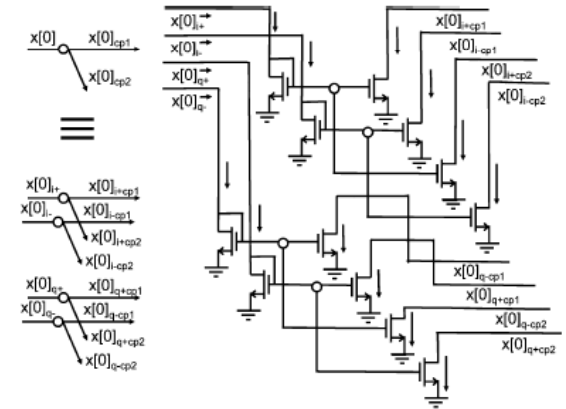 x[0] x[0]cp1
x[0]cp2
x[0]i+ x[0]i+cp1
x[0]i- x[0]i-cp1
x[0]i+cp2
x[0]i-cp2
x[0]q+ x[0]q+cp1
x[0]q- x[0]q-cp1
x[0]q+cp2
x[0]q-cp2
x[0]i+
x[0]i-
x[0]q+
x[0]q-
x[0]i+cp1
x[0]i-cp1
x[0]i+cp2
x[0]i-cp2
x[0]q-cp1
x[0]q+cp1
x[0]q-cp2
x[0]q+cp2